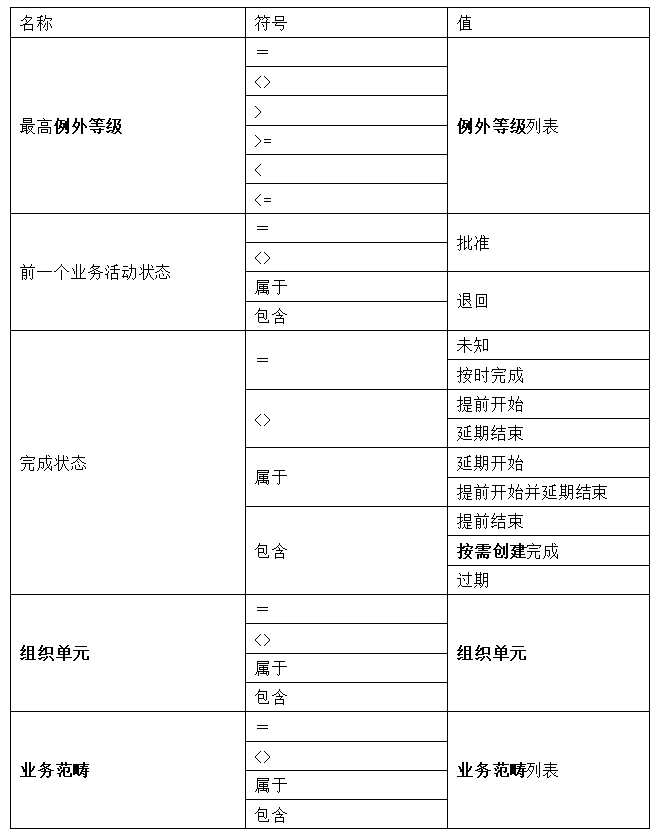 名称 符号 值
最高例外等级
＝
<>
>
>=
<
<=
例外等级列表
前一个业务活动状态
＝
<>
属于
包含
批准
退回
完成状态
＝
<>
属于
包含
未知
按时完成
提前开始
延期结束
延期开始
提前开始并延期结束
提前结束
按需创建完成
过期
组织单元
＝
<>
属于
包含
组织单元
业务范畴
＝
<>
属于
包含
业务范畴列表